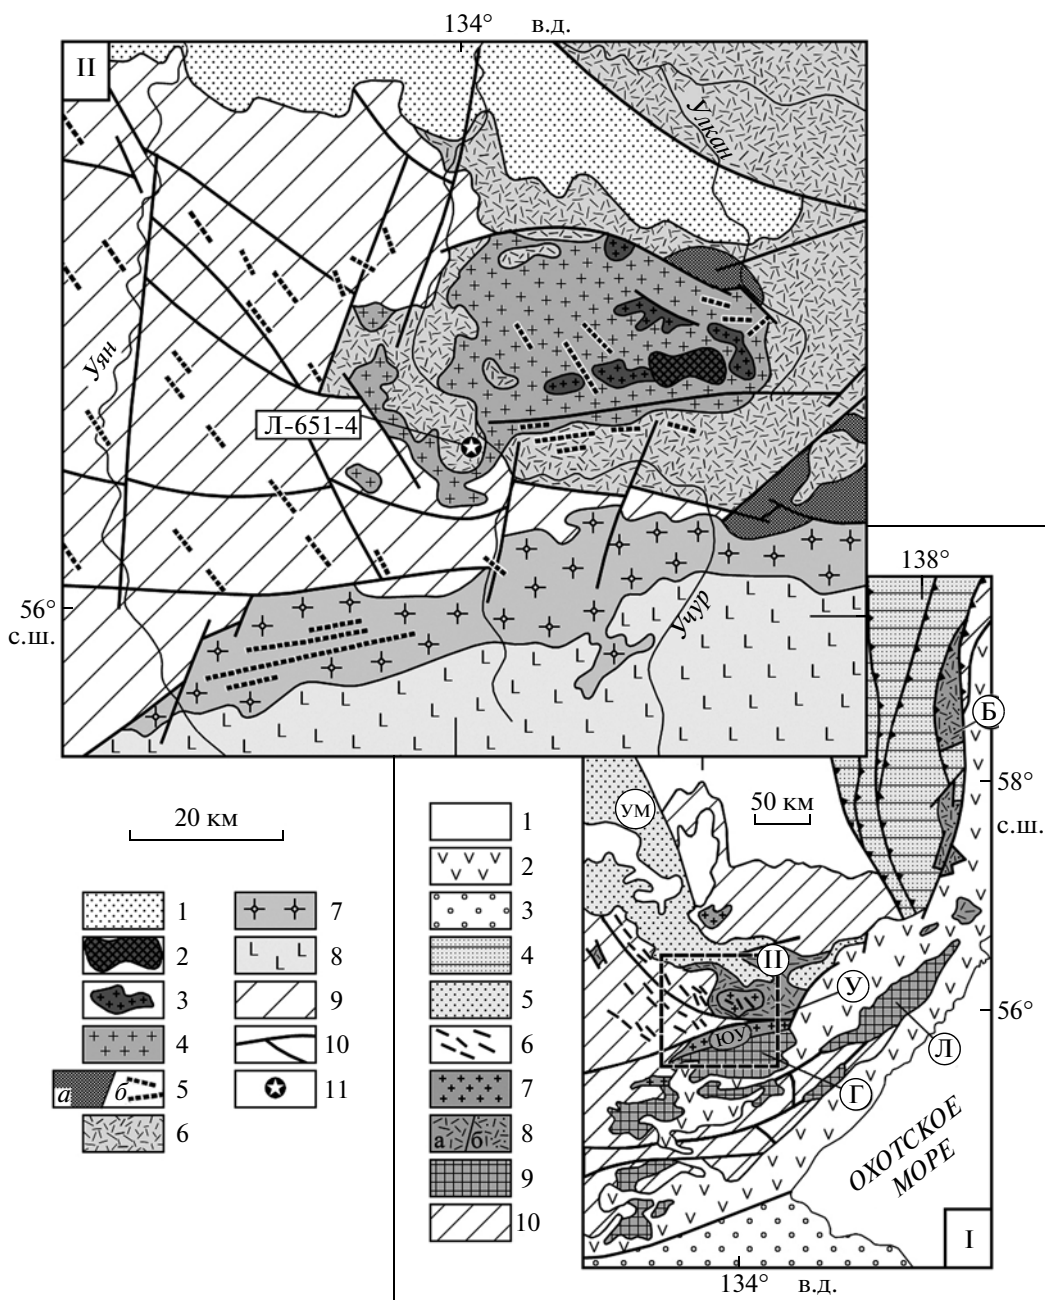 134° в.д.
II
Улкан
Уян
Л-651-4
56°
с.ш.
Учур
138°
Б
58°
с.ш.
20 км
50 км
УМ
1
2
3
4
а
б
5
6
7
8
9
10
11
1
2
3
4
5
6
7
а
б
8
9
10
II
У
56°
ЮУ
Л
Г
ОХОТСКОЕ
МОРЕ
I
134° в.д.